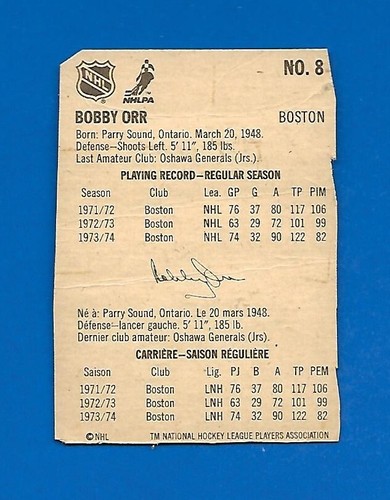 NHL NHLPA NO. 8
BOBBY ORR BOSTON
Born: Parry Sound, Ontario. March 20, 1948.
Defense—Shoots Left. 5' 11", 185 lbs.
Last Amateur Club: Oshawa Generals (Jrs.).
PLAYING RECORD—REGULAR SEASON
Season Club Lea. GP G A TP PIM
1971/72 Boston NHL 76 37 80 117 106
1972/73 Boston NHL 63 29 72 101 99
1973/74 Boston NHL 74 32 90 122 82
Bobby Orr
Né à: Parry Sound, Ontario. Le 20 mars 1948.
Défense—lancer gauche. 5' 11", 185 lb.
Dernier club amateur: Oshawa Generals (Jrs).
CARRIÈRE—SAISON RÉGULIÈRE
Saison Club Lig. PJ B A TP PEM
1971/72 Boston LNH 76 37 80 117 106
1972/73 Boston LNH 63 29 72 101 99
1973/74 Boston LNH 74 32 90 122 82
©NHL TM NATIONAL HOCKEY LEAGUE PLAYERS ASSOCIATION